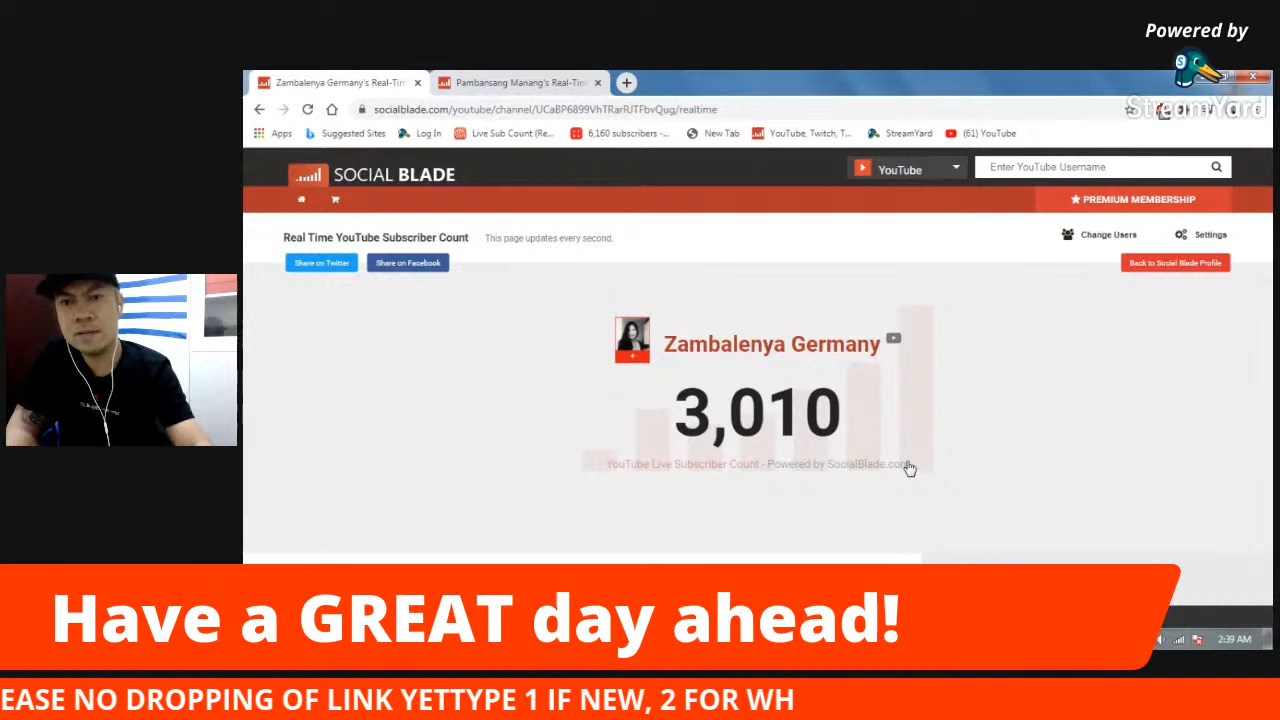 Powered by
StreamYard
Zambalenya Germany's Real-Tim
Pambansang Manang's Real-Tim
socialblade.com/youtube/channel/UCaBP6899VhTRarRJTFbvQug/realtime
Apps Suggested Sites Log In Live Sub Count (Re... 6,160 subscribers -... New Tab YouTube, Twitch, T... StreamYard (61) YouTube
SOCIAL BLADE
YouTube
Enter YouTube Username
PREMIUM MEMBERSHIP
Real Time YouTube Subscriber Count This page updates every second.
Change Users Settings
Share on Twitter Share on Facebook
Back to Social Blade Profile
Zambalenya Germany
3,010
YouTube Live Subscriber Count - Powered by SocialBlade.com
Have a GREAT day ahead!
2:39 AM
EASE NO DROPPING OF LINK YETTYPE 1 IF NEW, 2 FOR WH